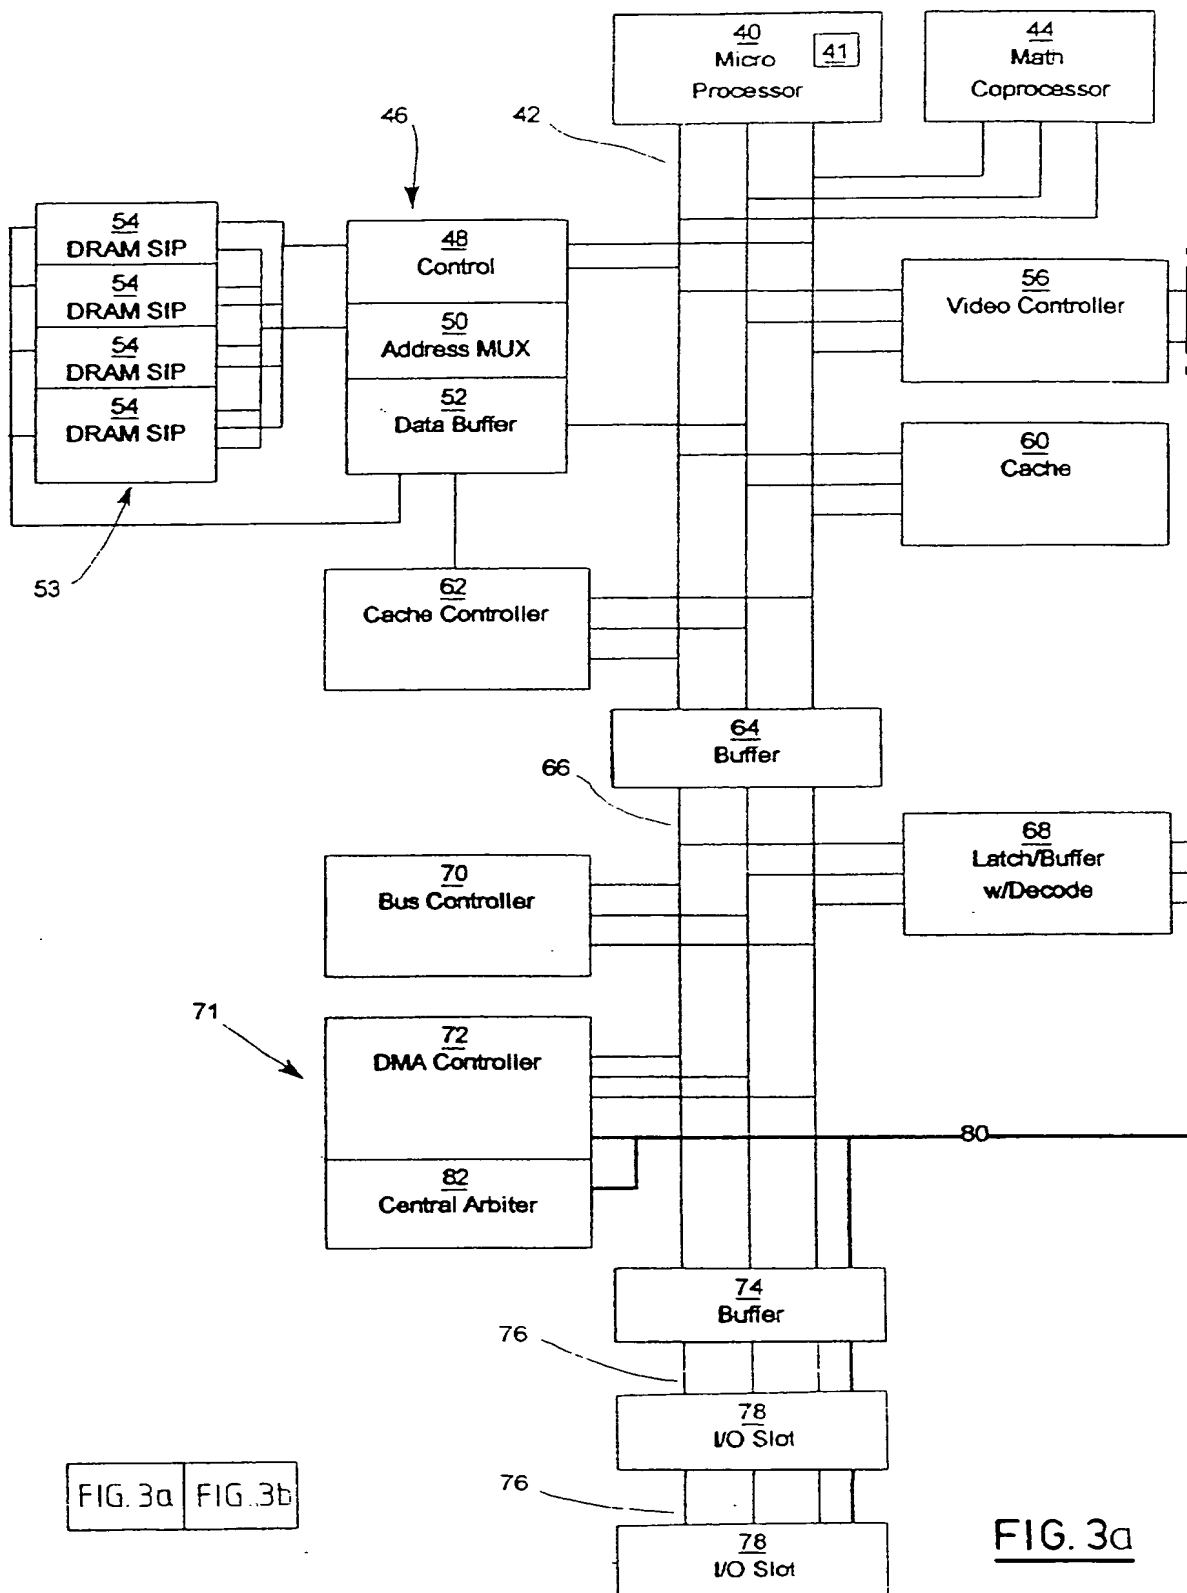 40
Micro
Processor
41
44
Math
Coprocessor
46
42
54
DRAM SIP
54
DRAM SIP
54
DRAM SIP
54
DRAM SIP
48
Control
50
Address MUX
52
Data Buffer
56
Video Controller
60
Cache
53
62
Cache Controller
64
Buffer
66
68
Latch/Buffer
w/Decode
70
Bus Controller
71
72
DMA Controller
80
82
Central Arbiter
74
Buffer
76
78
I/O Slot
76
78
I/O Slot
FIG. 3a
FIG. 3b
FIG. 3a